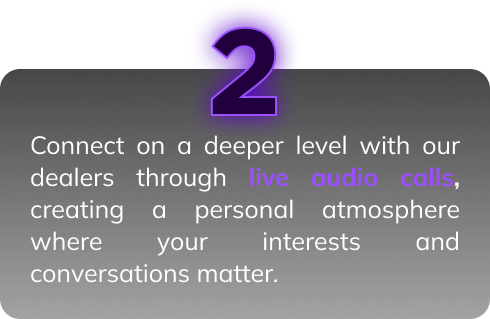 2
Connect on a deeper level with our
dealers through live audio calls,
creating a personal atmosphere
where your interests and
conversations matter.